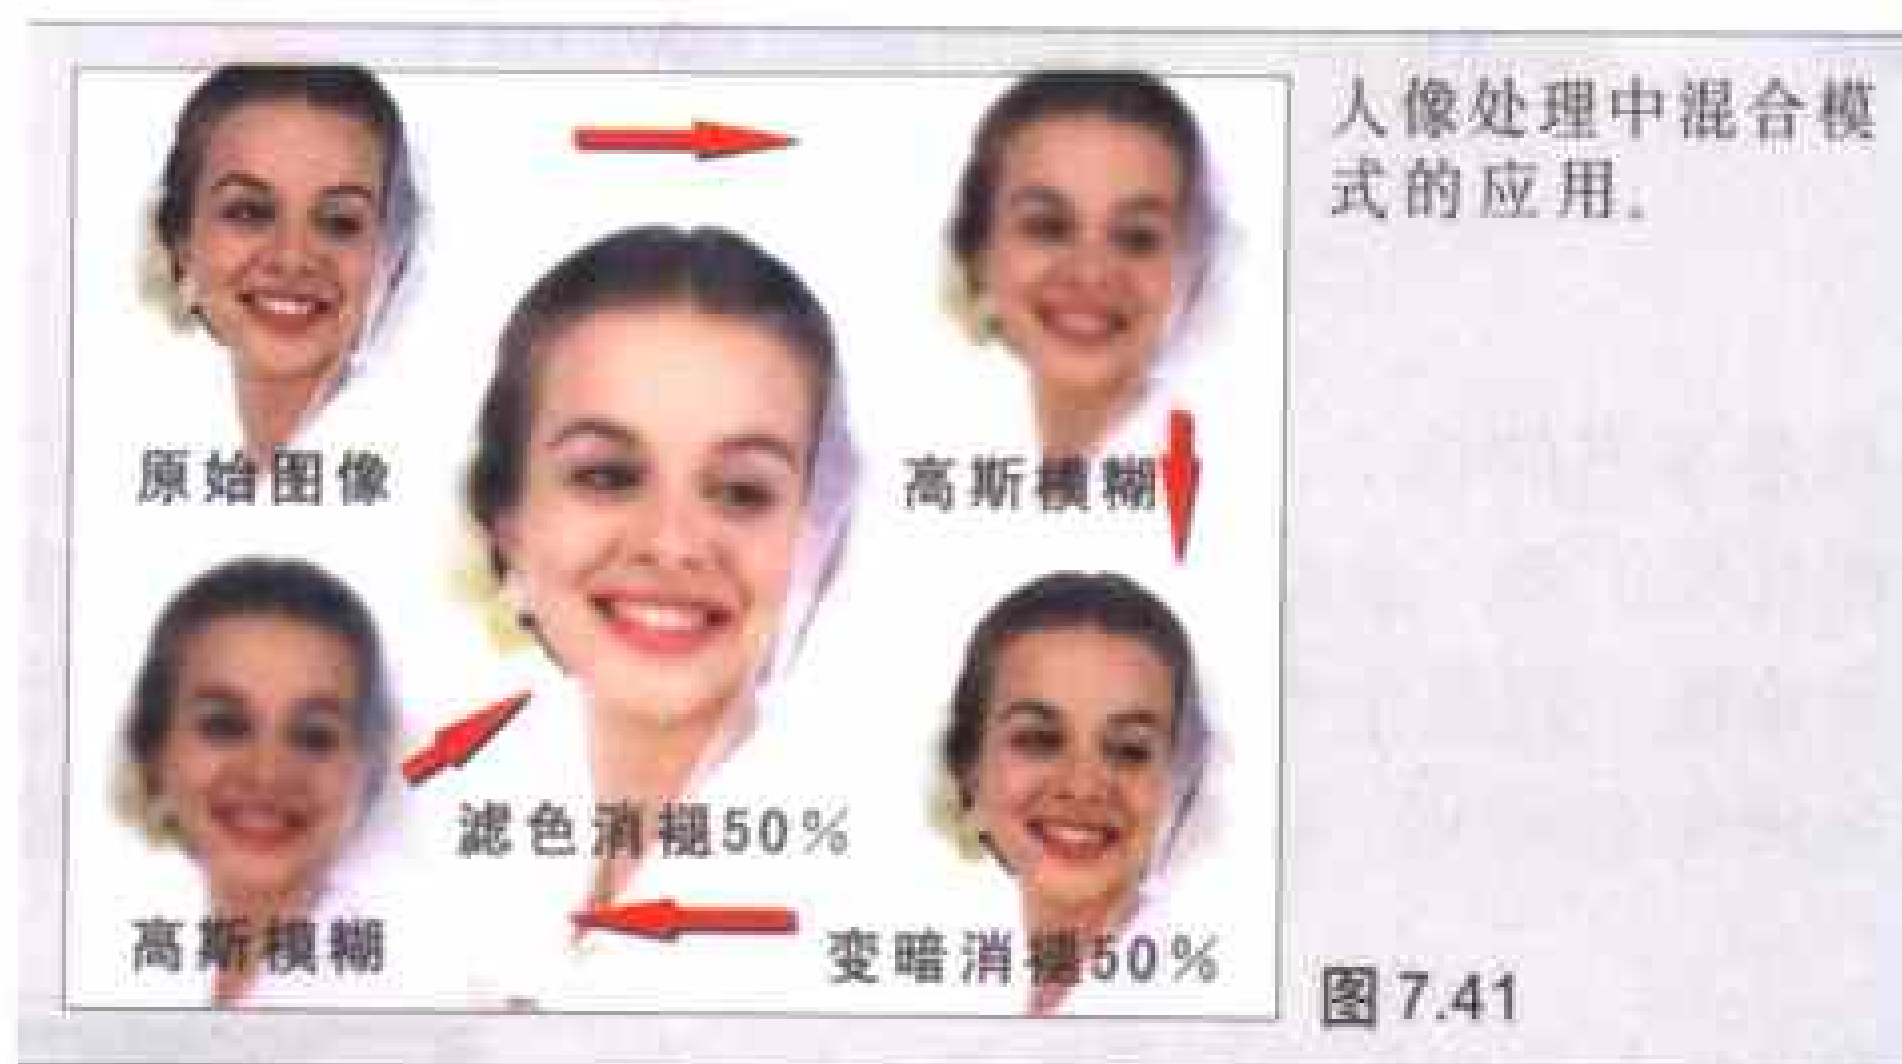 人像处理中混合模
式的应用。
原始图像
高斯模糊
滤色消褪50%
高斯模糊
变暗消褪50%
图7.41